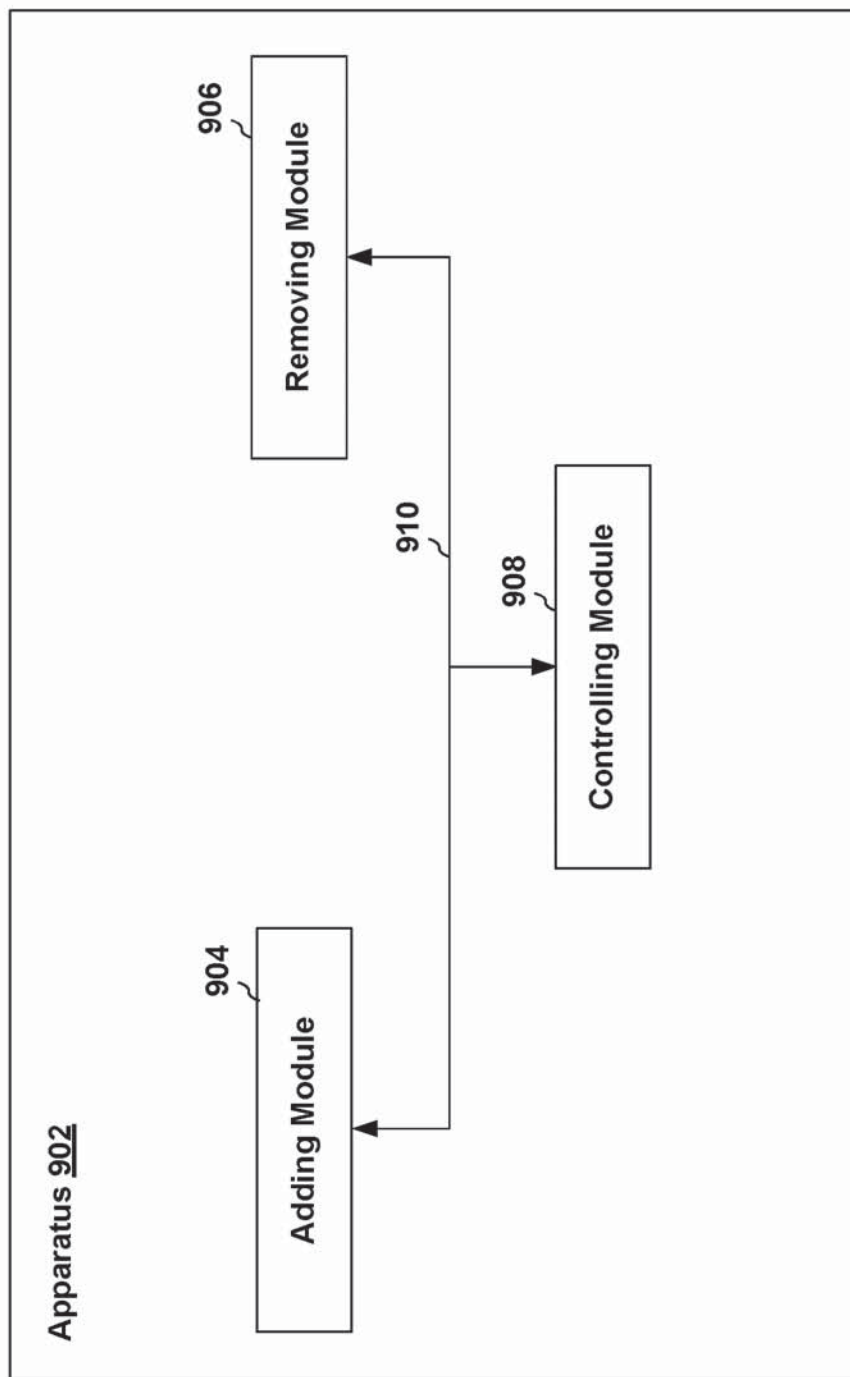 Apparatus 902
904
Adding Module
906
Removing Module
910
908
Controlling Module